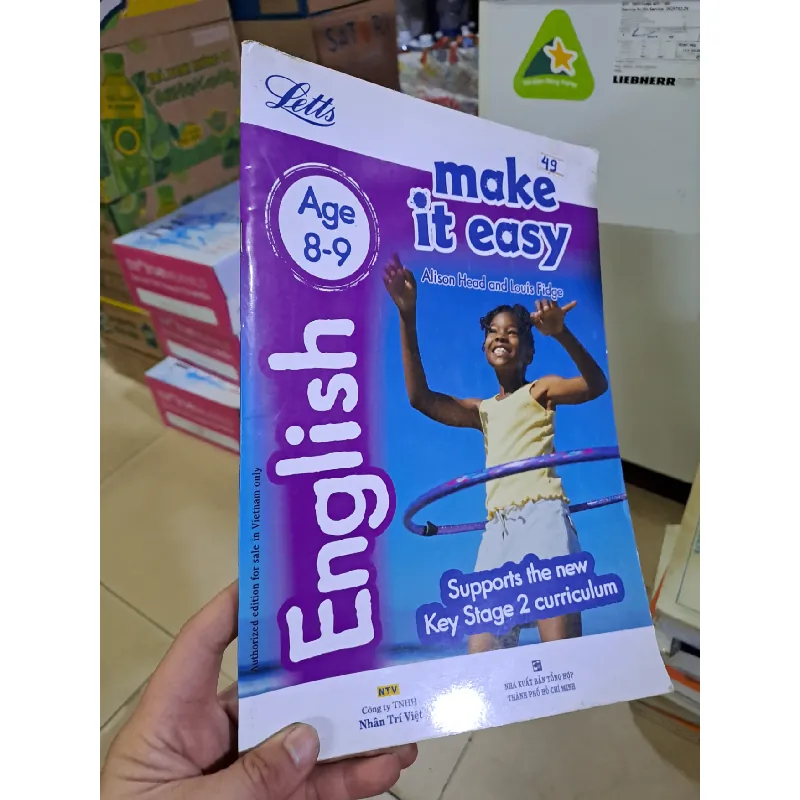 Letts
49
make
it easy
Age
8-9
Alison Head and Louis Fidge
English
Authorized edition for sale in Vietnam only
Supports the new
Key Stage 2 curriculum
NTV
Công ty TNHH
Nhân Trí Việt
NHÀ XUẤT BẢN TỔNG HỢP
THÀNH PHỐ HỒ CHÍ MINH
LIEBHERR